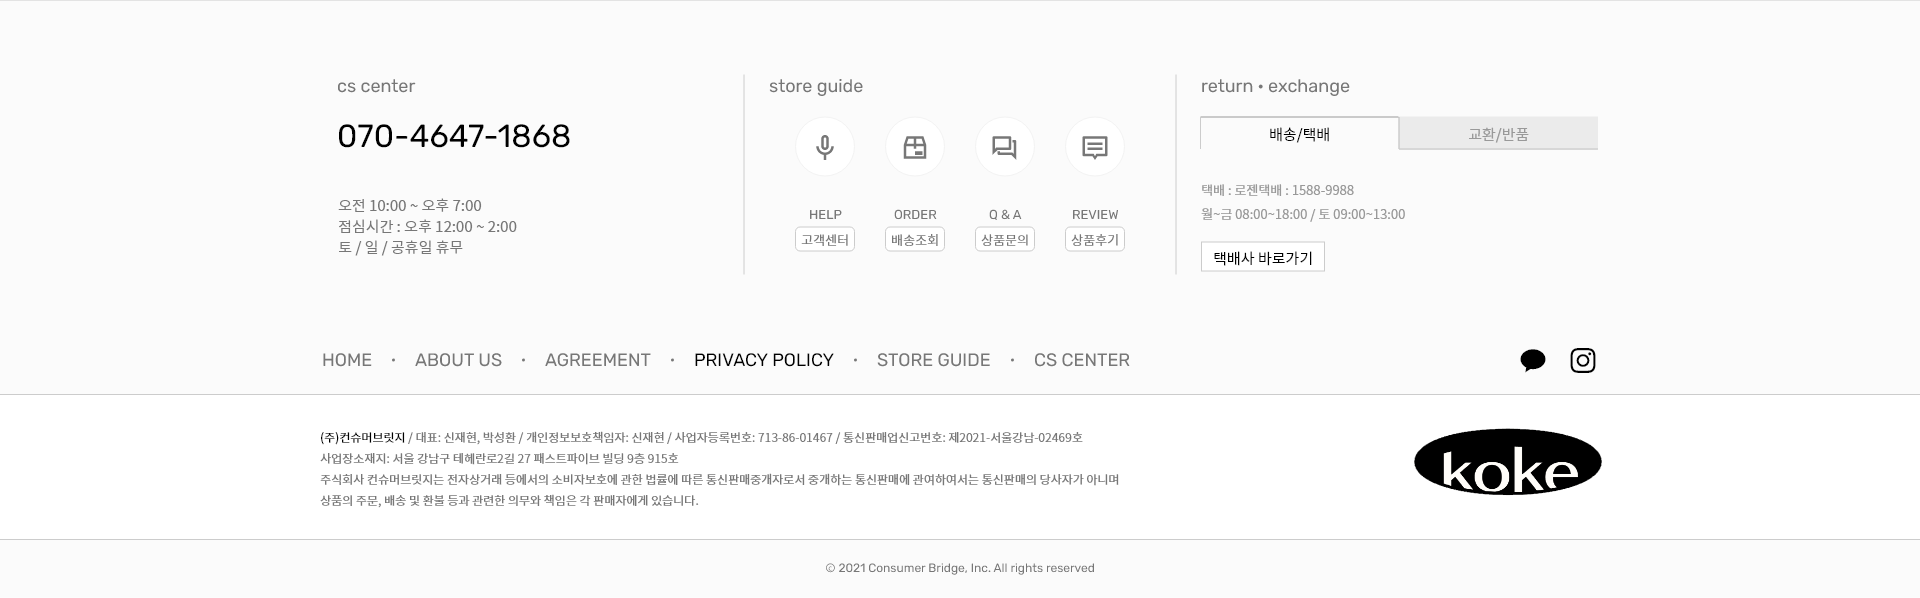 cs center
070-4647-1868
오전 10:00 ~ 오후 7:00
점심시간 : 오후 12:00 ~ 2:00
토 / 일 / 공휴일 휴무
store guide
HELP
고객센터
ORDER
배송조회
Q & A
상품문의
REVIEW
상품후기
return • exchange
배송/택배
교환/반품
택배 : 로젠택배 : 1588-9988
월~금 08:00~18:00 / 토 09:00~13:00
택배사 바로가기
HOME • ABOUT US • AGREEMENT • PRIVACY POLICY • STORE GUIDE • CS CENTER
(주)컨슈머브릿지 / 대표: 신재현, 박성환 / 개인정보보호책임자: 신재현 / 사업자등록번호: 713-86-01467 / 통신판매업신고번호: 제2021-서울강남-02469호
사업장소재지: 서울 강남구 테헤란로2길 27 패스트파이브 빌딩 9층 915호
주식회사 컨슈머브릿지는 전자상거래 등에서의 소비자보호에 관한 법률에 따른 통신판매중개자로서 중개하는 통신판매에 관여하여서는 통신판매의 당사자가 아니며
상품의 주문, 배송 및 환불 등과 관련한 의무와 책임은 각 판매자에게 있습니다.
koke
© 2021 Consumer Bridge, Inc. All rights reserved